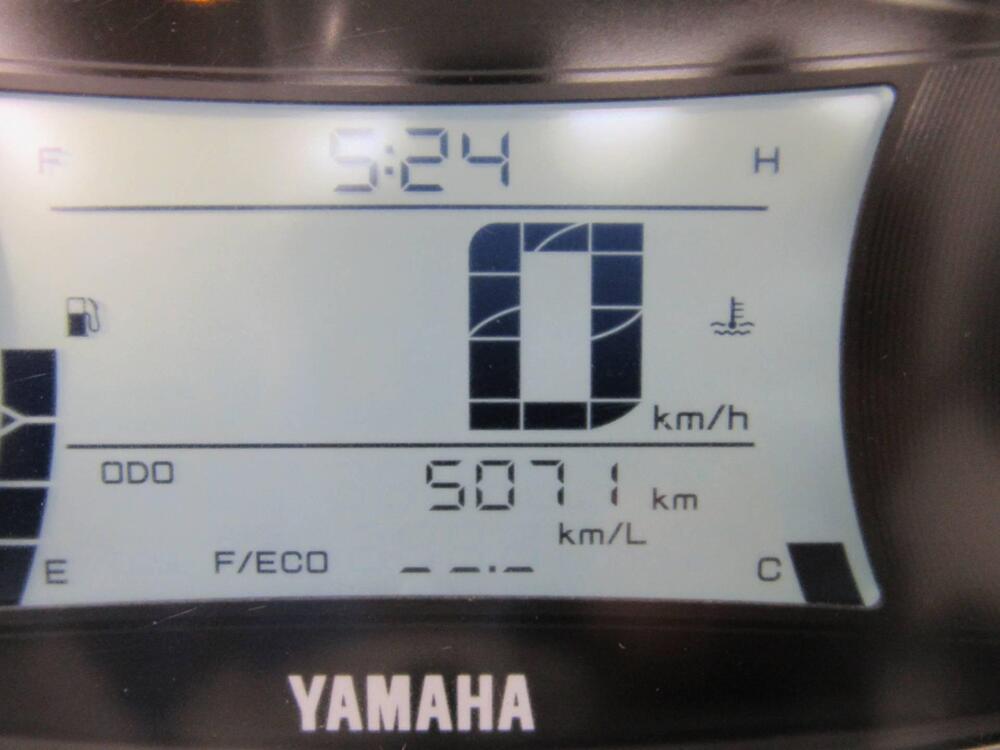 F 5:24 H
0 km/h
ODO 5071 km
km/L
E F/ECO _ _._ C
YAMAHA